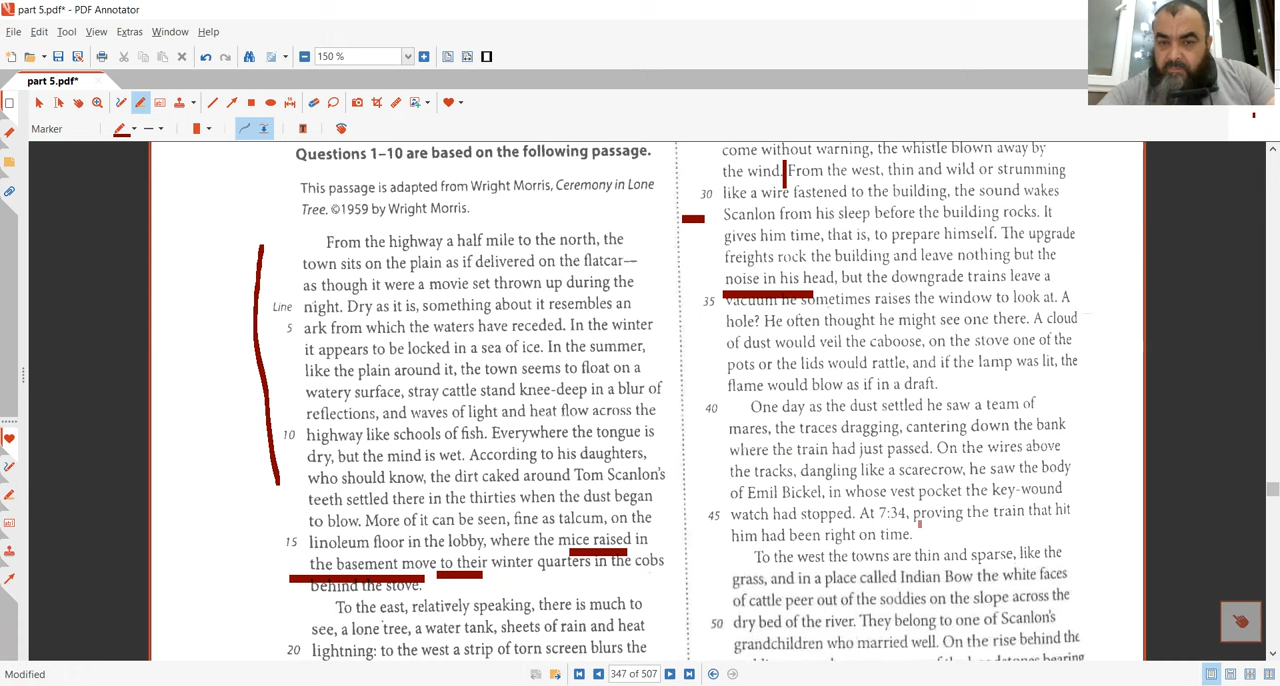 part 5.pdf* - PDF Annotator
File Edit Tool View Extras Window Help
150 %
part 5.pdf*
Marker
Questions 1–10 are based on the following passage.
This passage is adapted from Wright Morris, Ceremony in Lone
Tree. ©1959 by Wright Morris.
From the highway a half mile to the north, the
town sits on the plain as if delivered on the flatcar—
as though it were a movie set thrown up during the
Line night. Dry as it is, something about it resembles an
5 ark from which the waters have receded. In the winter
it appears to be locked in a sea of ice. In the summer,
like the plain around it, the town seems to float on a
watery surface, stray cattle stand knee-deep in a blur of
reflections, and waves of light and heat flow across the
10 highway like schools of fish. Everywhere the tongue is
dry, but the mind is wet. According to his daughters,
who should know, the dirt caked around Tom Scanlon's
teeth settled there in the thirties when the dust began
to blow. More of it can be seen, fine as talcum, on the
15 linoleum floor in the lobby, where the mice raised in
the basement move to their winter quarters in the cobs
behind the stove.
To the east, relatively speaking, there is much to
see, a lone tree, a water tank, sheets of rain and heat
20 lightning: to the west a strip of torn screen blurs the
come without warning, the whistle blown away by
the wind. From the west, thin and wild or strumming
30 like a wire fastened to the building, the sound wakes
Scanlon from his sleep before the building rocks. It
gives him time, that is, to prepare himself. The upgrade
freights rock the building and leave nothing but the
noise in his head, but the downgrade trains leave a
35 vacuum he sometimes raises the window to look at. A
hole? He often thought he might see one there. A cloud
of dust would veil the caboose, on the stove one of the
pots or the lids would rattle, and if the lamp was lit, the
flame would blow as if in a draft.
40 One day as the dust settled he saw a team of
mares, the traces dragging, cantering down the bank
where the train had just passed. On the wires above
the tracks, dangling like a scarecrow, he saw the body
of Emil Bickel, in whose vest pocket the key-wound
45 watch had stopped. At 7:34, proving the train that hit
him had been right on time.
To the west the towns are thin and sparse, like the
grass, and in a place called Indian Bow the white faces
of cattle peer out of the soddies on the slope across the
50 dry bed of the river. They belong to one of Scanlon's
grandchildren who married well. On the rise behind the
Modified
347 of 507